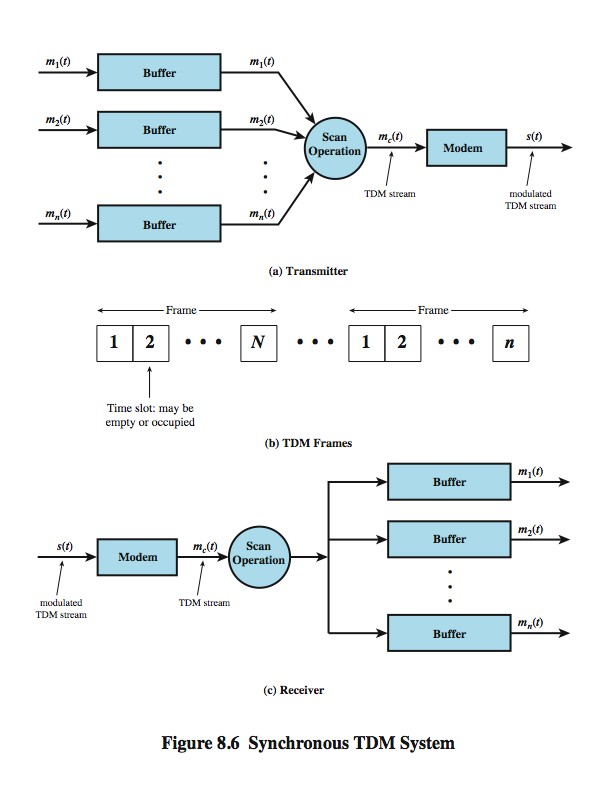 m₁(t) Buffer m₁(t)
m₂(t) Buffer m₂(t)
Scan
Operation
m_c(t) Modem s(t)
TDM stream
modulated
TDM stream
mₙ(t) Buffer mₙ(t)
(a) Transmitter
Frame Frame
1 2 • • • N • • • 1 2 • • • n
Time slot: may be
empty or occupied
(b) TDM Frames
Buffer m₁(t)
Buffer m₂(t)
s(t) Modem m_c(t) Scan
Operation
modulated
TDM stream
TDM stream
Buffer mₙ(t)
(c) Receiver
Figure 8.6 Synchronous TDM System